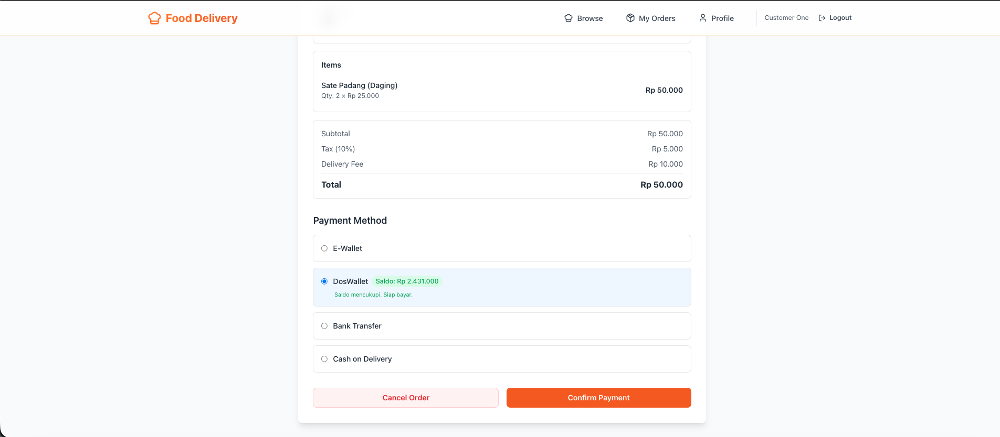 Food Delivery
Browse
My Orders
Profile
Customer One
Logout
Items
Sate Padang (Daging)
Qty: 2 × Rp 25.000
Rp 50.000
Subtotal
Rp 50.000
Tax (10%)
Rp 5.000
Delivery Fee
Rp 10.000
Total
Rp 50.000
Payment Method
E-Wallet
DosWallet
Saldo: Rp 2.431.000
Saldo mencukupi. Siap bayar.
Bank Transfer
Cash on Delivery
Cancel Order
Confirm Payment